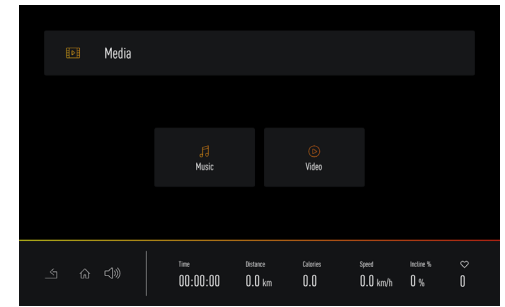 Media
Music
Video
Time Distance Calories Speed Incline %
00:00:00 0.0 km 0.0 0.0 km/h 0 % 0